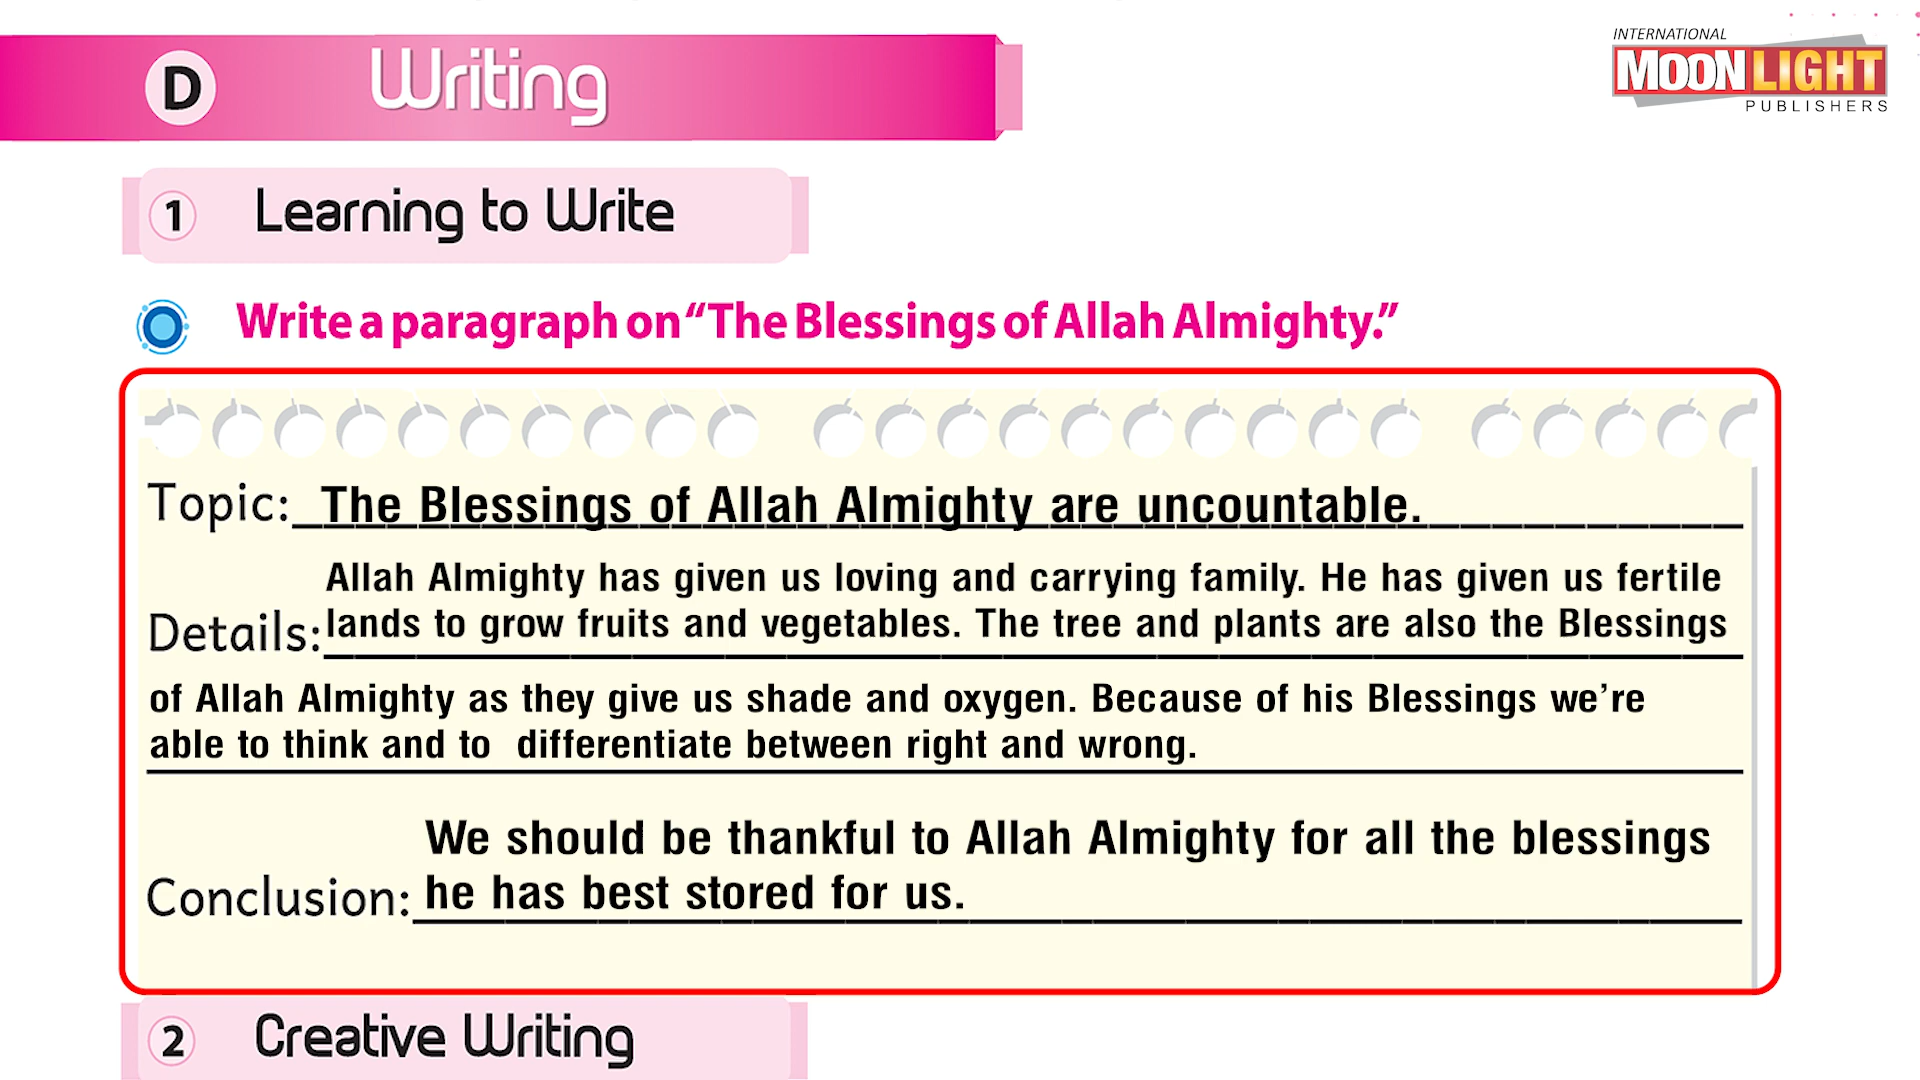 INTERNATIONAL
MOONLIGHT
PUBLISHERS
D Writing
1 Learning to Write
Write a paragraph on “The Blessings of Allah Almighty.”
Topic: The Blessings of Allah Almighty are uncountable.
Allah Almighty has given us loving and carrying family. He has given us fertile
Details: lands to grow fruits and vegetables. The tree and plants are also the Blessings
of Allah Almighty as they give us shade and oxygen. Because of his Blessings we’re
able to think and to differentiate between right and wrong.
We should be thankful to Allah Almighty for all the blessings
Conclusion: he has best stored for us.
2 Creative Writing